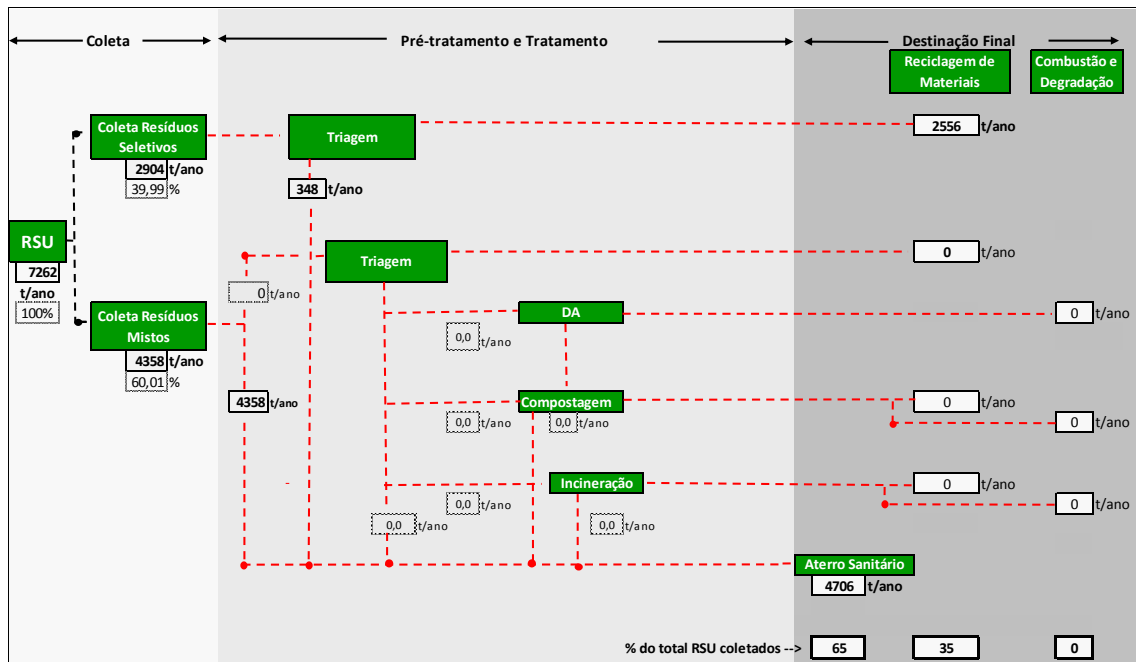 Coleta
Pré-tratamento e Tratamento
Destinação Final
Reciclagem de
Materiais
Combustão e
Degradação
Coleta Resíduos
Seletivos
2904 t/ano
39,99 %
Triagem
2556 t/ano
348 t/ano
RSU
7262
t/ano
100%
Triagem
0 t/ano
0 t/ano
Coleta Resíduos
Mistos
4358 t/ano
60,01 %
DA
0,0 t/ano
0 t/ano
4358 t/ano
Compostagem
0,0 t/ano
0,0 t/ano
0 t/ano
0 t/ano
-
Incineração
0,0 t/ano
0,0 t/ano
0,0 t/ano
0 t/ano
0 t/ano
Aterro Sanitário
4706 t/ano
% do total RSU coletados --> 65 35 0